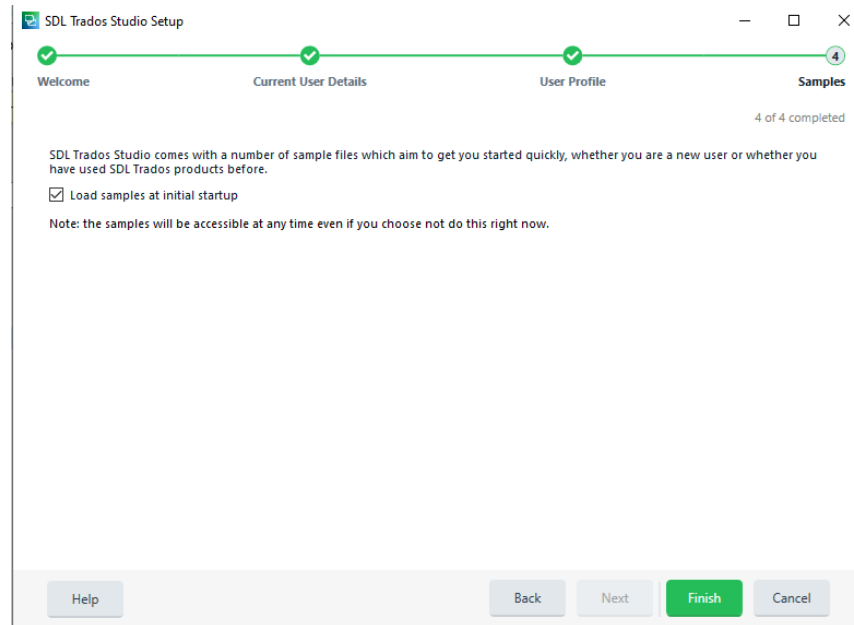 SDL Trados Studio Setup
4
Welcome
Current User Details
User Profile
Samples
4 of 4 completed
SDL Trados Studio comes with a number of sample files which aim to get you started quickly, whether you are a new user or whether you
have used SDL Trados products before.
Load samples at initial startup
Note: the samples will be accessible at any time even if you choose not do this right now.
Help
Back
Next
Finish
Cancel